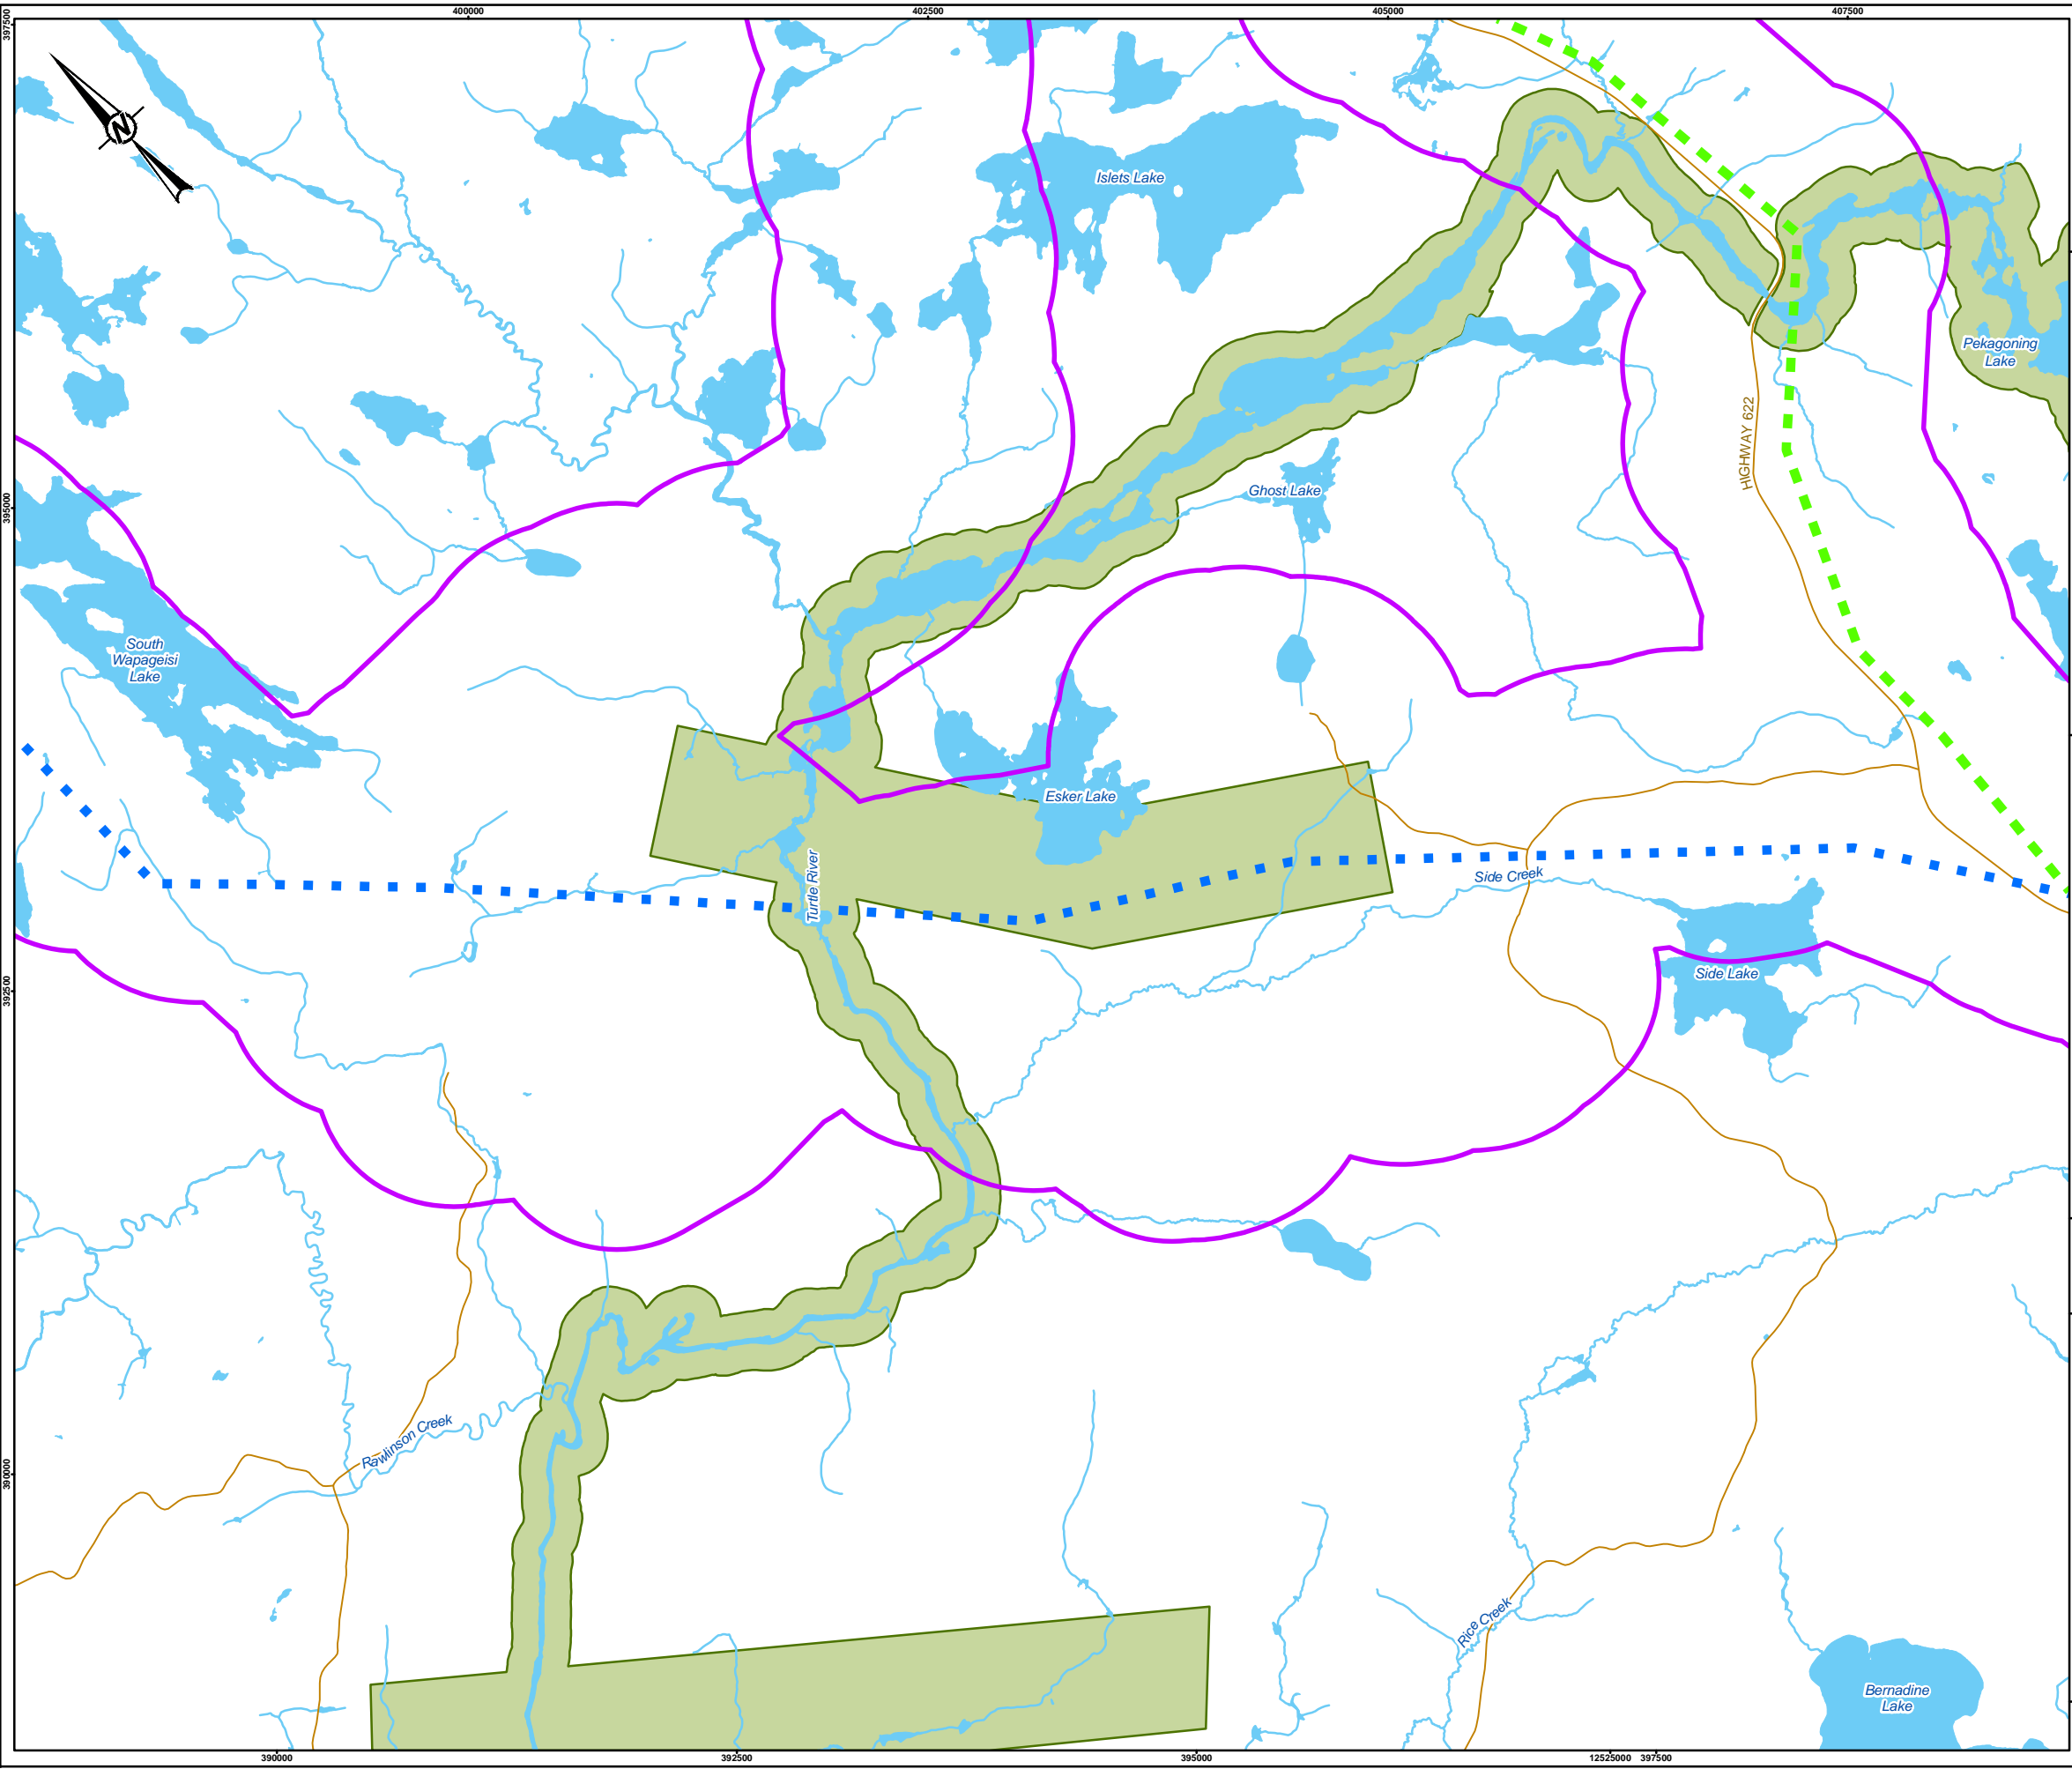 400000
402500
405000
407500
397500
N
Islets Lake
Pekagoning
Lake
HIGHWAY 622
Ghost Lake
395000
South
Wapageisi
Lake
Esker Lake
Turtle River
Side Creek
Side Lake
392500
Rawlinson Creek
390000
Rice Creek
Bernadine
Lake
390000
392500
395000
12525000
397500